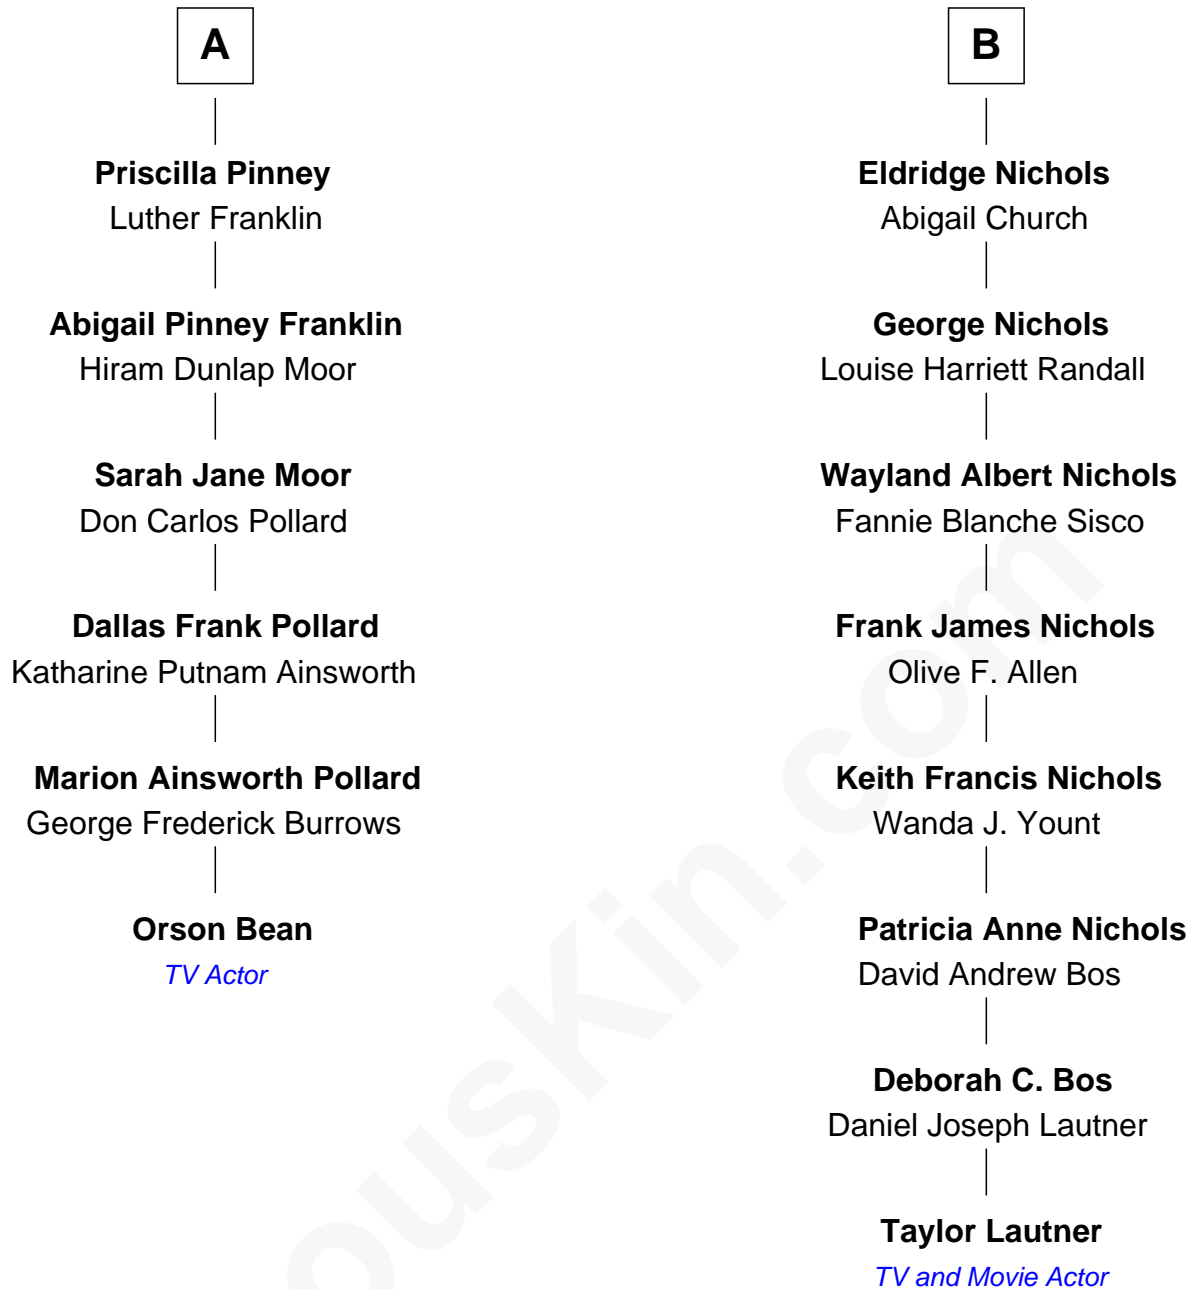 A
Priscilla Pinney
Luther Franklin
Abigail Pinney Franklin
Hiram Dunlap Moor
Sarah Jane Moor
Don Carlos Pollard
Dallas Frank Pollard
Katharine Putnam Ainsworth
Marion Ainsworth Pollard
George Frederick Burrows
Orson Bean
TV Actor
B
Eldridge Nichols
Abigail Church
George Nichols
Louise Harriett Randall
Wayland Albert Nichols
Fannie Blanche Sisco
Frank James Nichols
Olive F. Allen
Keith Francis Nichols
Wanda J. Yount
Patricia Anne Nichols
David Andrew Bos
Deborah C. Bos
Daniel Joseph Lautner
Taylor Lautner
TV and Movie Actor
ousKin.com